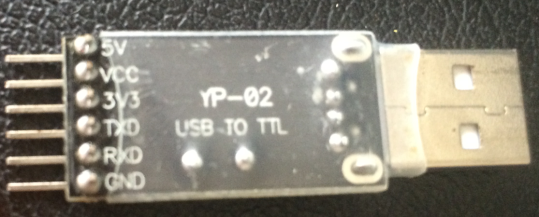 5V
VCC
3V3
TXD
RXD
GND
YP-02
USB TO TTL